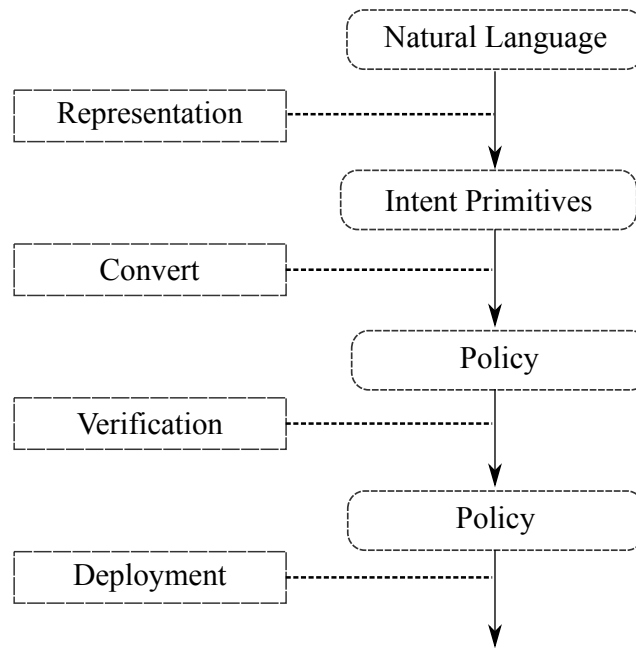 Natural Language
Representation
Intent Primitives
Convert
Policy
Verification
Policy
Deployment